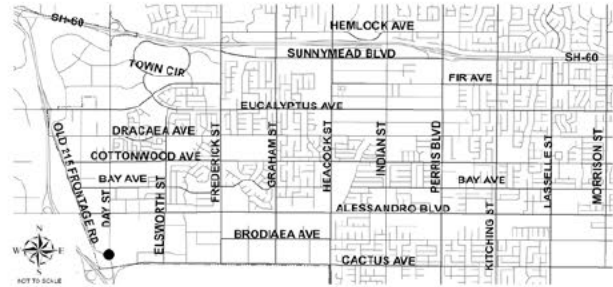 HEMLOCK AVE
SH-60
SUNNYMEAD BLVD
SH-60
TOWN CIR
FIR AVE
EUCALYPTUS AVE
DRACAEA AVE
COTTONWOOD AVE
BAY AVE
BAY AVE
OLD 215 FRONTAGE RD
DAY ST
ELSWORTH ST
FREDERICK ST
GRAHAM ST
HEACOCK ST
INDIAN ST
PERRIS BLVD
KITCHING ST
LASSELLE ST
MORRISON ST
ALESSANDRO BLVD
BRODIAEA AVE
CACTUS AVE
N
W E
S
NOT TO SCALE